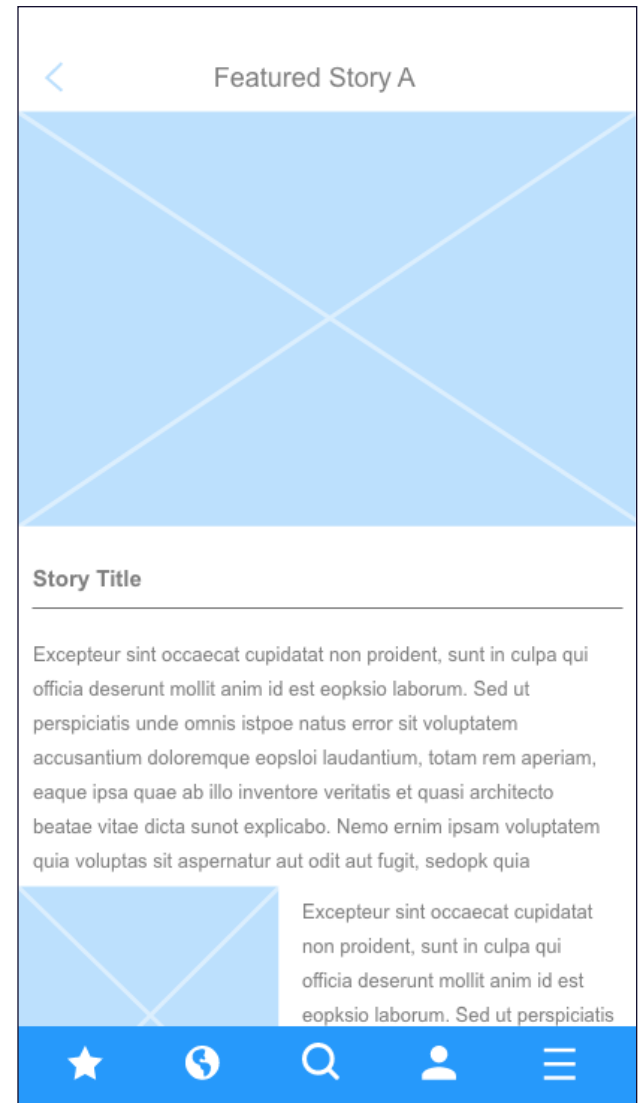 Featured Story A
Story Title
Excepteur sint occaecat cupidatat non proident, sunt in culpa qui
officia deserunt mollit anim id est eopksio laborum. Sed ut
perspiciatis unde omnis istpoe natus error sit voluptatem
accusantium doloremque eopsloi laudantium, totam rem aperiam,
eaque ipsa quae ab illo inventore veritatis et quasi architecto
beatae vitae dicta sunot explicabo. Nemo ernim ipsam voluptatem
quia voluptas sit aspernatur aut odit aut fugit, sedopk quia
Excepteur sint occaecat cupidatat
non proident, sunt in culpa qui
officia deserunt mollit anim id est
eopksio laborum. Sed ut perspiciatis